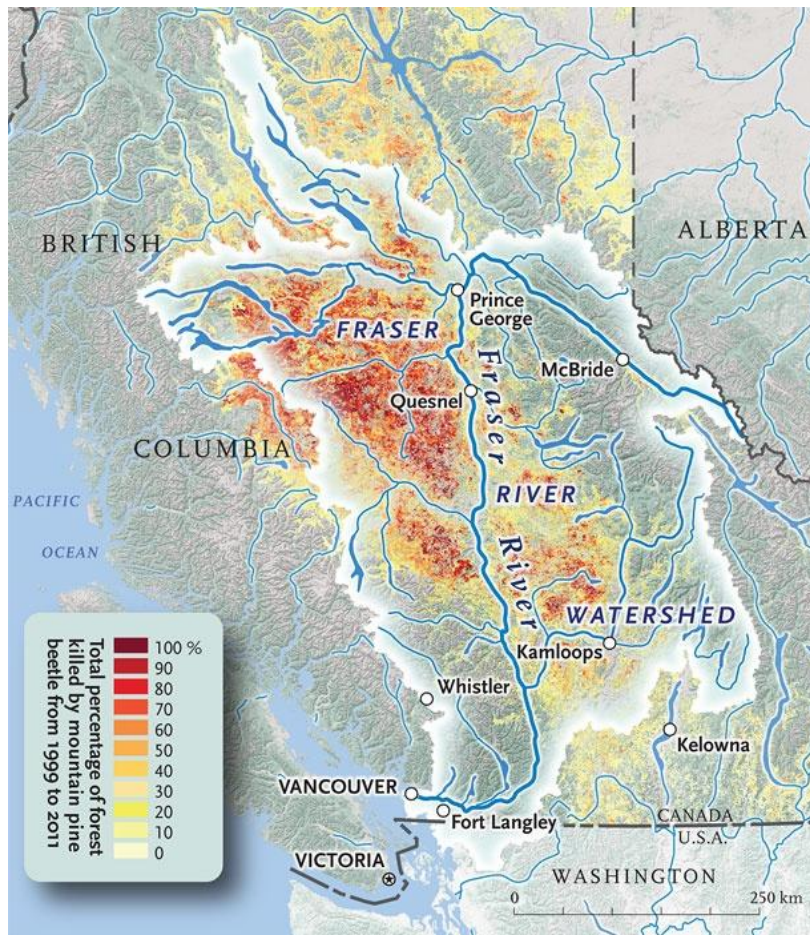 BRITISH
COLUMBIA
ALBERTA
Prince
George
McBride
FRASER
Fraser
Quesnel
RIVER
River
PACIFIC
OCEAN
WATERSHED
Kamloops
Whistler
Kelowna
VANCOUVER
Fort Langley
CANADA
U.S.A.
VICTORIA
WASHINGTON
0 250 km
Total percentage of forest
killed by mountain pine
beetle from 1999 to 2011
100 %
90
80
70
60
50
40
30
20
10
0